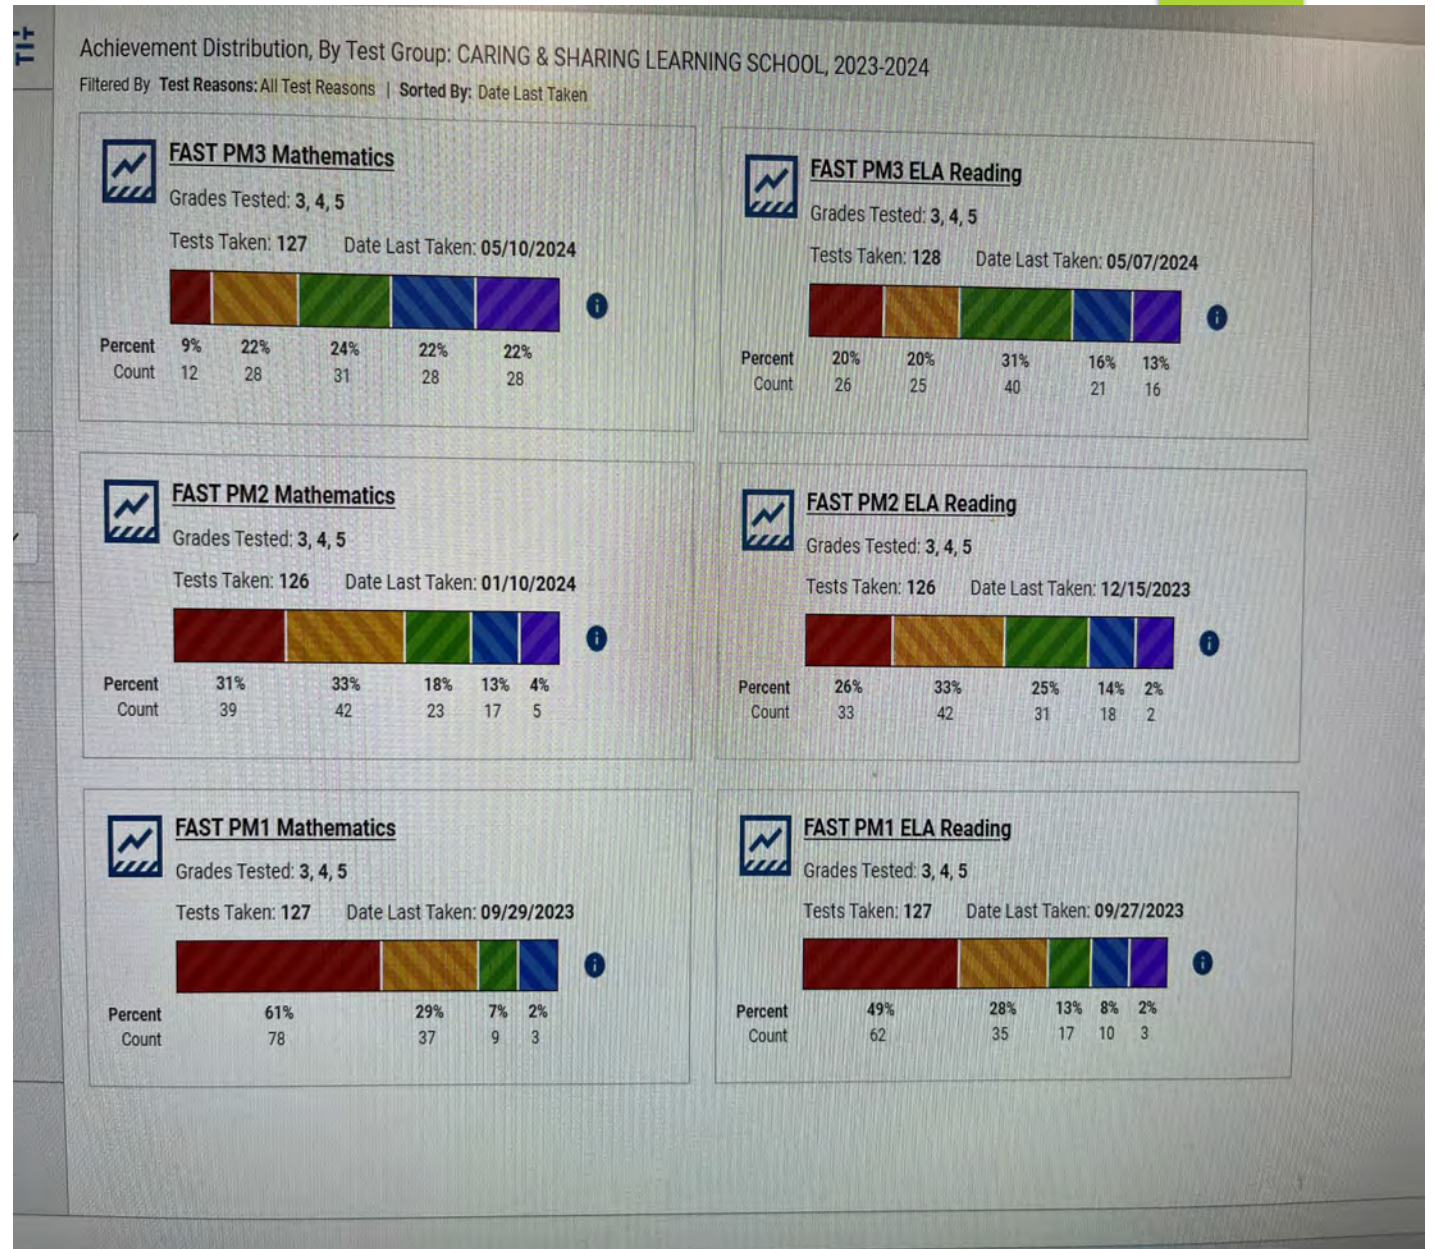 Achievement Distribution, By Test Group: CARING & SHARING LEARNING SCHOOL, 2023-2024
Filtered By Test Reasons: All Test Reasons | Sorted By: Date Last Taken
FAST PM3 Mathematics
Grades Tested: 3, 4, 5
Tests Taken: 127 Date Last Taken: 05/10/2024
Percent 9% 22% 24% 22% 22%
Count 12 28 31 28 28
FAST PM3 ELA Reading
Grades Tested: 3, 4, 5
Tests Taken: 128 Date Last Taken: 05/07/2024
Percent 20% 20% 31% 16% 13%
Count 26 25 40 21 16
FAST PM2 Mathematics
Grades Tested: 3, 4, 5
Tests Taken: 126 Date Last Taken: 01/10/2024
Percent 31% 33% 18% 13% 4%
Count 39 42 23 17 5
FAST PM2 ELA Reading
Grades Tested: 3, 4, 5
Tests Taken: 126 Date Last Taken: 12/15/2023
Percent 26% 33% 25% 14% 2%
Count 33 42 31 18 2
FAST PM1 Mathematics
Grades Tested: 3, 4, 5
Tests Taken: 127 Date Last Taken: 09/29/2023
Percent 61% 29% 7% 2%
Count 78 37 9 3
FAST PM1 ELA Reading
Grades Tested: 3, 4, 5
Tests Taken: 127 Date Last Taken: 09/27/2023
Percent 49% 28% 13% 8% 2%
Count 62 35 17 10 3